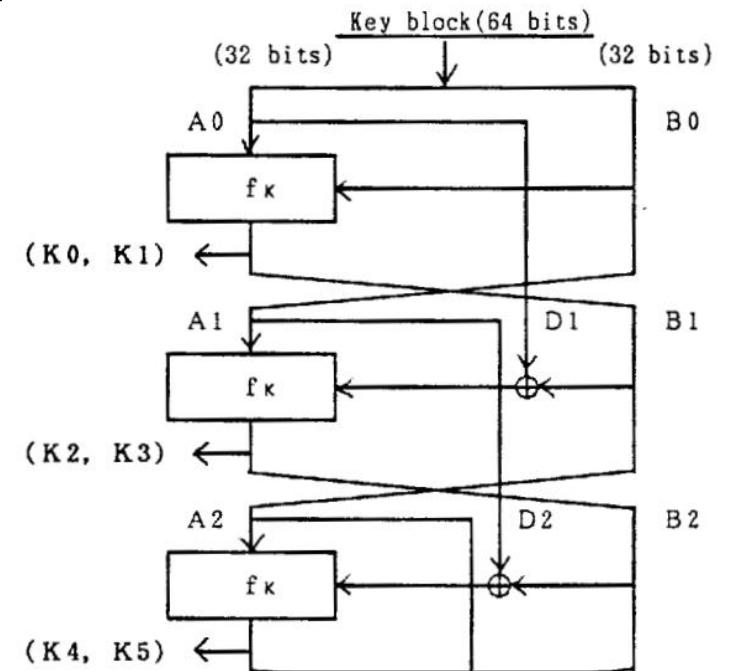 Key block(64 bits)
(32 bits) (32 bits)
A0 B0
fK
(K0, K1)
A1 D1 B1
fK
(K2, K3)
A2 D2 B2
fK
(K4, K5)